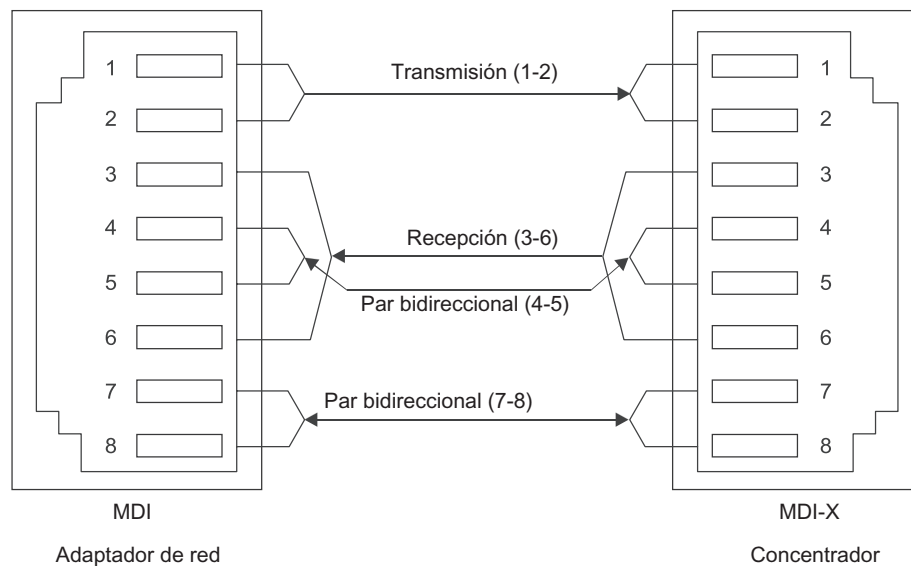 1
Transmisión (1-2)
1
2
2
3
3
4
Recepción (3-6)
4
5
Par bidireccional (4-5)
5
6
6
7
Par bidireccional (7-8)
7
8
8
MDI
MDI-X
Adaptador de red
Concentrador